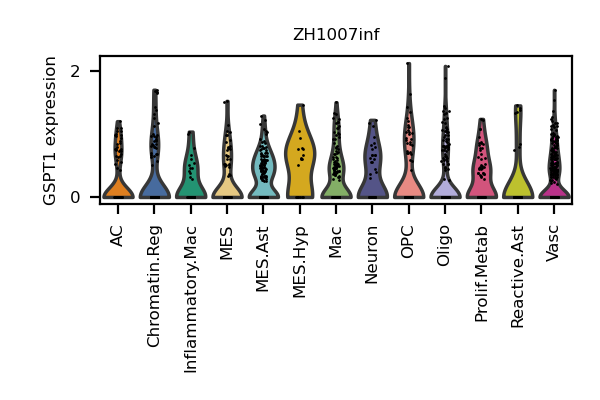 ZH1007inf
GSPT1 expression
2
0
AC
Chromatin.Reg
Inflammatory.Mac
MES
MES.Ast
MES.Hyp
Mac
Neuron
OPC
Oligo
Prolif.Metab
Reactive.Ast
Vasc